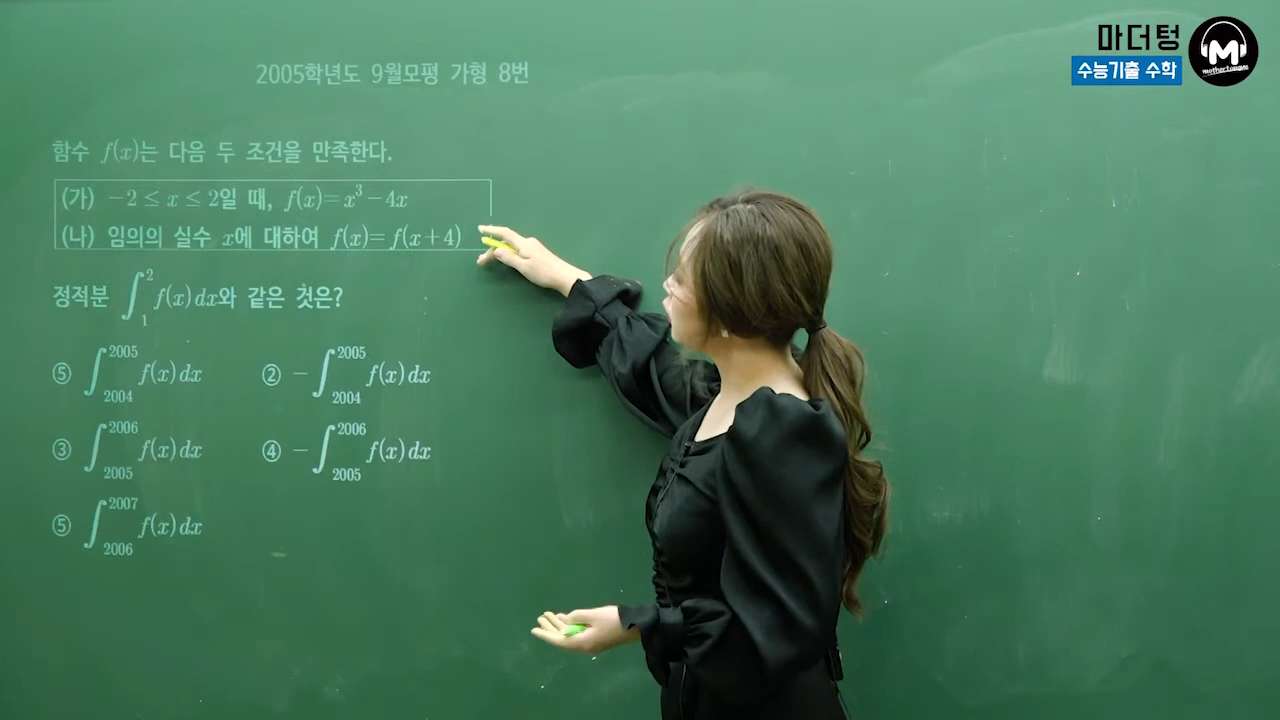 마더텅
수능기출 수학
M
mothertongue
2005학년도 9월모평 가형 8번
함수 f(x)는 다음 두 조건을 만족한다.
(가) −2 ≤ x ≤ 2일 때, f(x)=x³−4x
(나) 임의의 실수 x에 대하여 f(x)=f(x+4)
정적분 ∫₁² f(x)dx와 같은 것은?
⑤ ∫₂₀₀₄²⁰⁰⁵ f(x)dx ② −∫₂₀₀₄²⁰⁰⁵ f(x)dx
③ ∫₂₀₀₅²⁰⁰⁶ f(x)dx ④ −∫₂₀₀₅²⁰⁰⁶ f(x)dx
⑤ ∫₂₀₀₆²⁰⁰⁷ f(x)dx